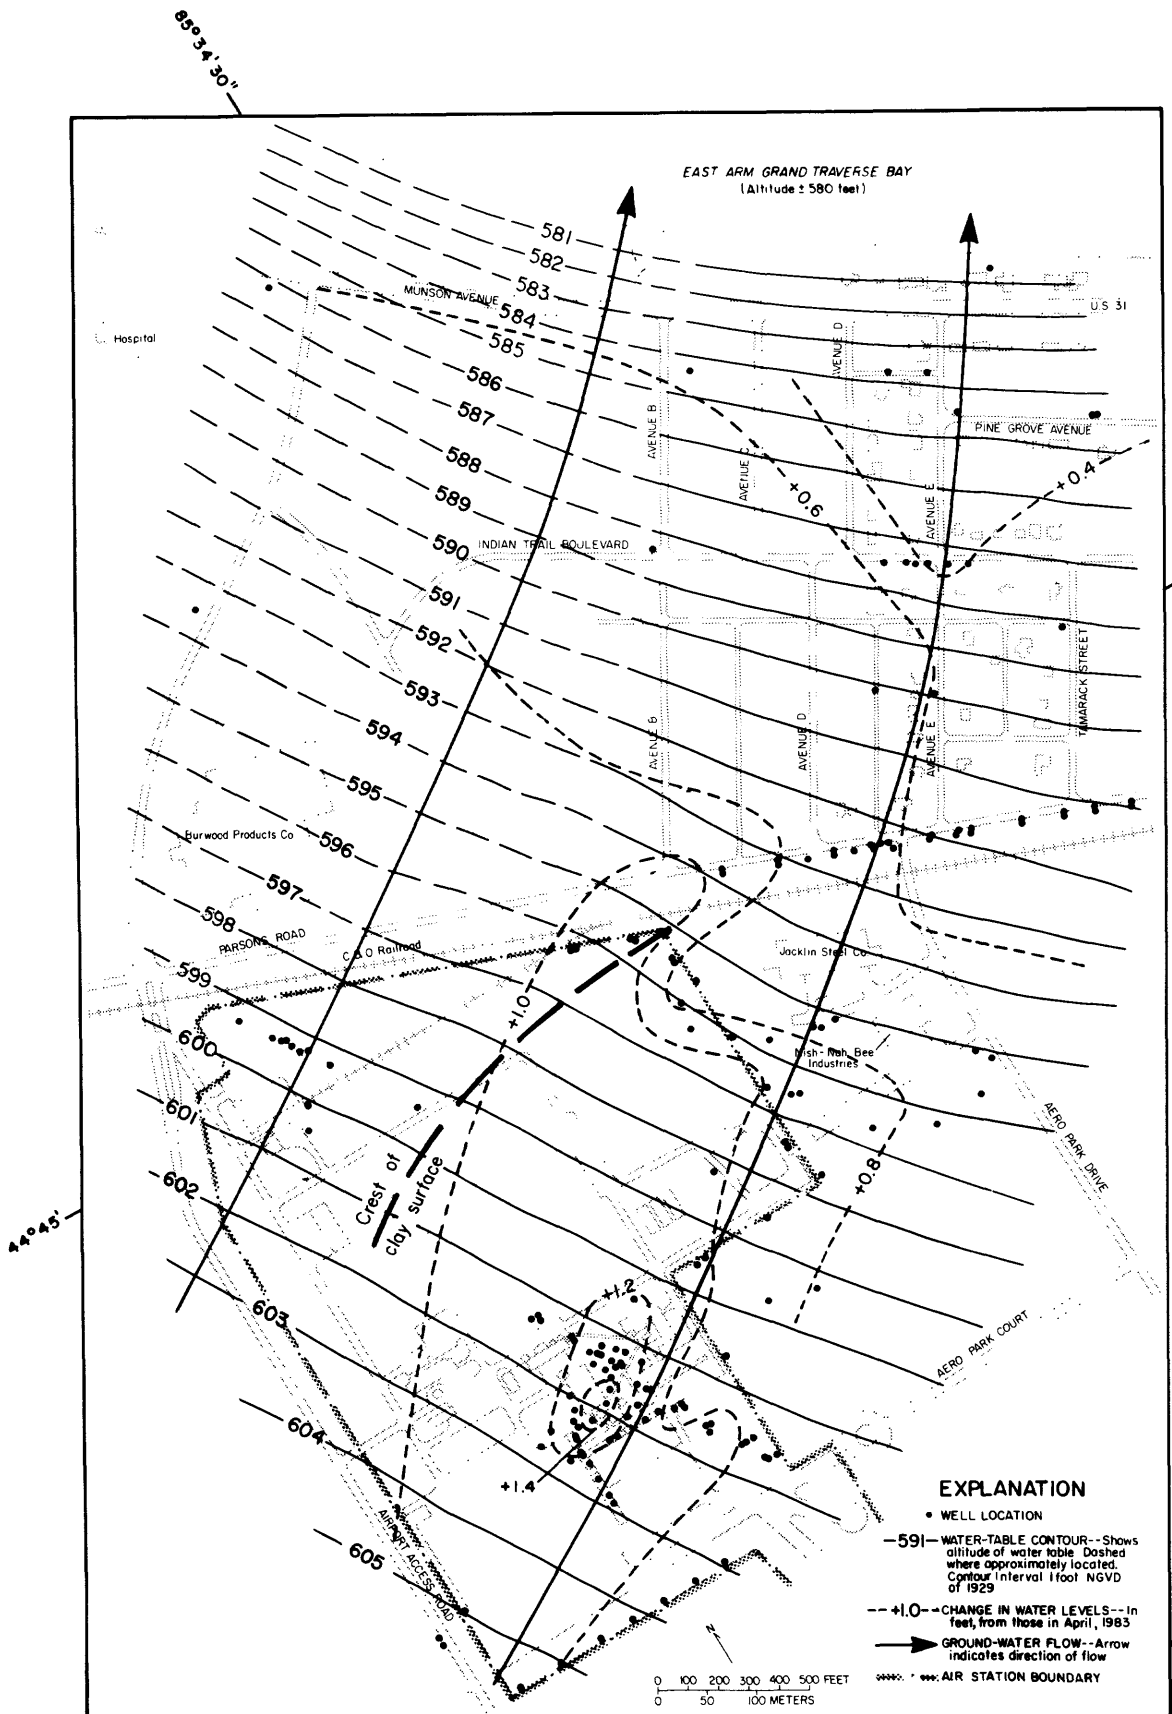 85°34'30"
EAST ARM GRAND TRAVERSE BAY
(Altitude ± 580 feet)
581
582
583
584
585
586
587
588
589
590
591
592
593
594
595
596
597
598
599
600
601
602
603
604
605
MUNSON AVENUE
U.S 31
Hospital
AVENUE D
AVENUE B
AVENUE C
PINE GROVE AVENUE
+0.4
+0.6
AVENUE E
INDIAN TRAIL BOULEVARD
TAMARACK STREET
AVENUE B
AVENUE D
AVENUE E
Burwood Products Co
PARSONS ROAD
C & O Railroad
Jacklin Steel Co
+1.0
Nish-Nah Bee
Industries
AERO PARK DRIVE
+0.8
Crest of
clay surface
44°45'
+1.2
AERO PARK COURT
+1.4
AIRPORT ACCESS ROAD
EXPLANATION
WELL LOCATION
—591— WATER-TABLE CONTOUR--Shows
altitude of water table Dashed
where approximately located.
Contour Interval 1 foot NGVD
of 1929
--+1.0-- CHANGE IN WATER LEVELS--In
feet, from those in April, 1983
GROUND-WATER FLOW--Arrow
indicates direction of flow
AIR STATION BOUNDARY
N
0 100 200 300 400 500 FEET
0 50 100 METERS